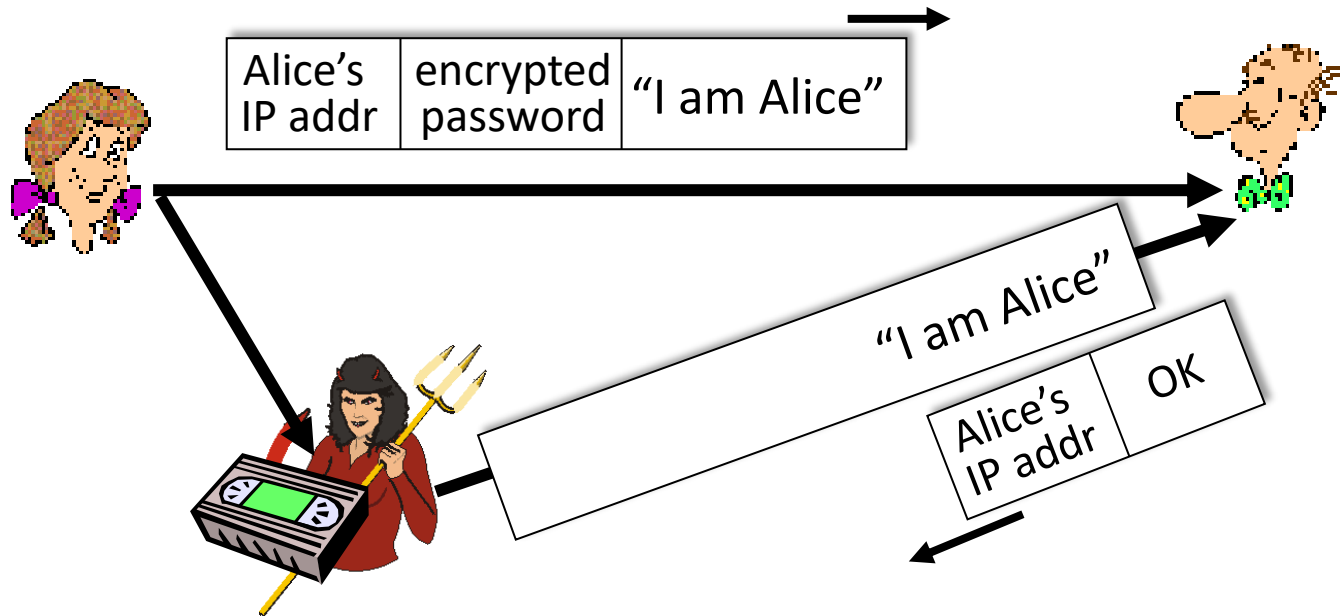 Alice's
IP addr
encrypted
password
“I am Alice”
“I am Alice”
Alice's
IP addr
OK